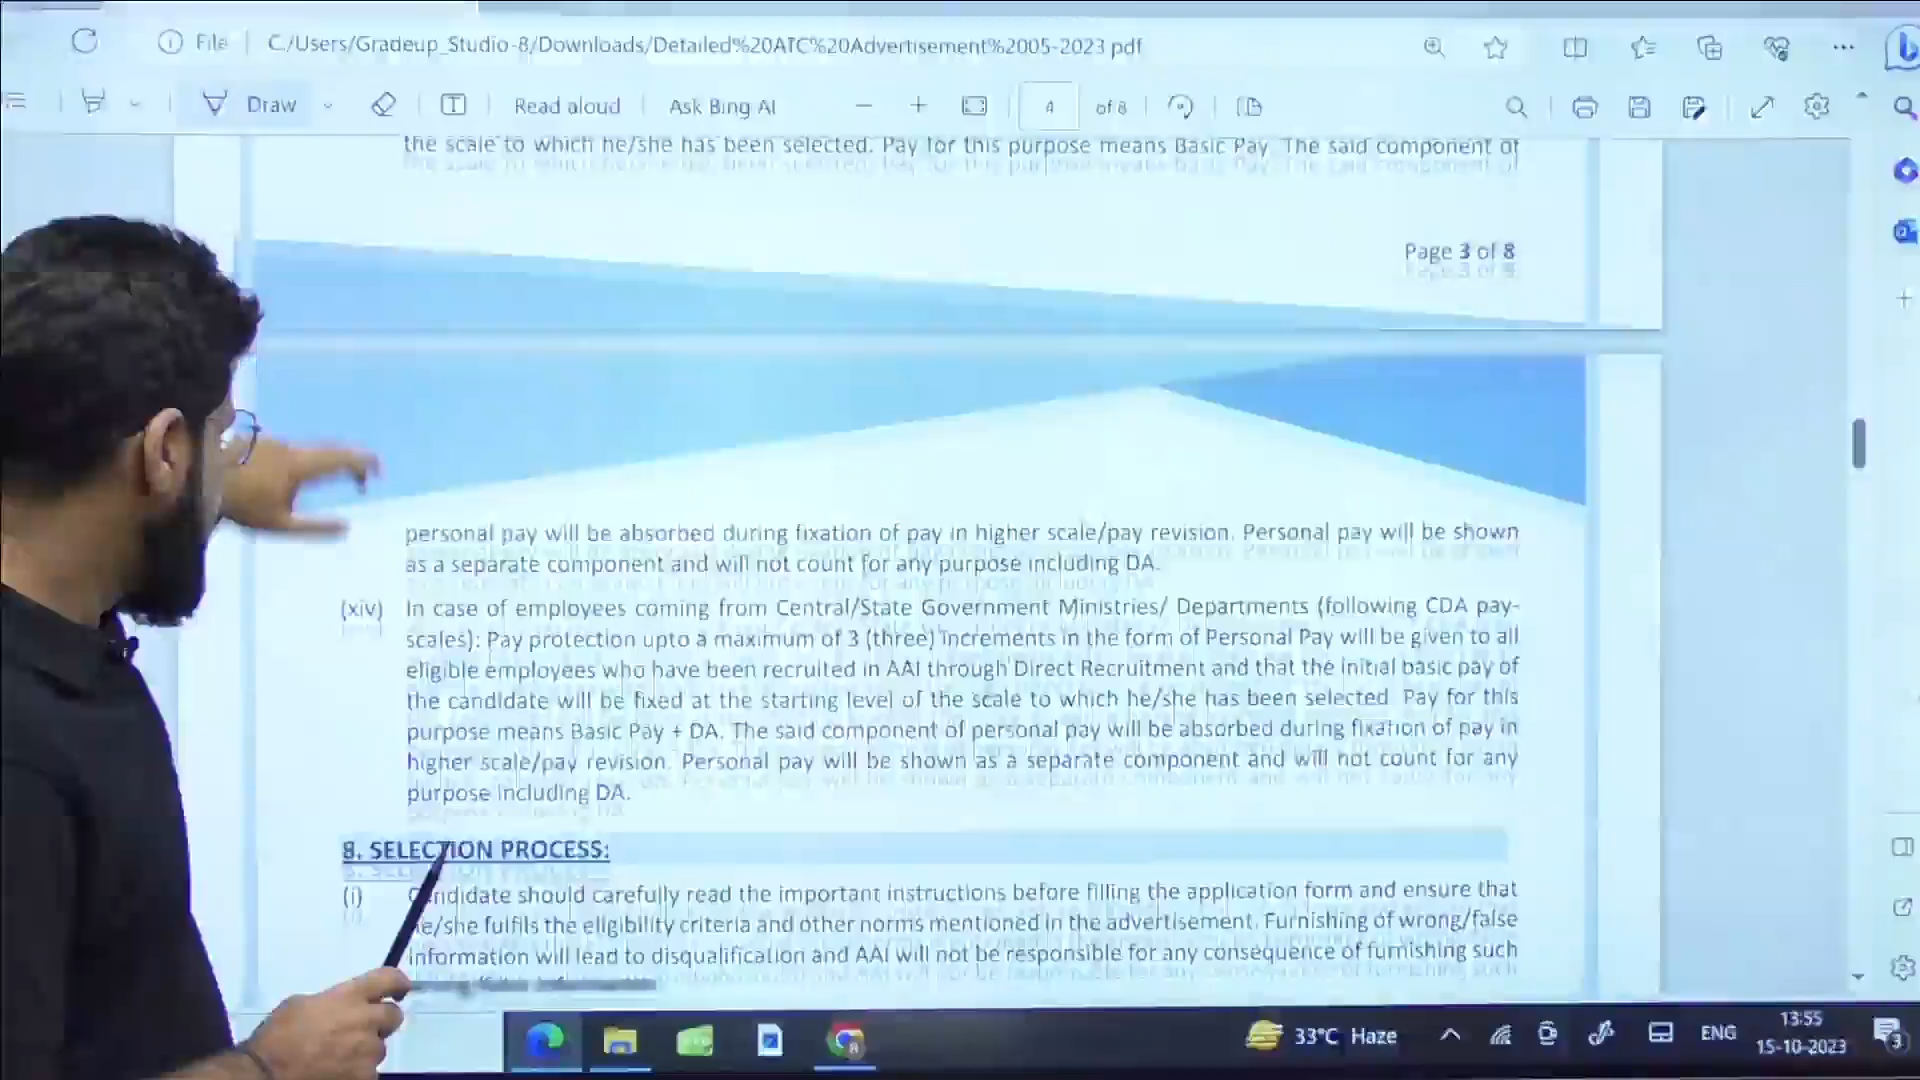 File
C:/Users/Gradeup_Studio-8/Downloads/Detailed%20ATC%20Advertisement%2005-2023 pdf
Draw
Read aloud
Ask Bing AI
4
of 8
the scale to which he/she has been selected. Pay for this purpose means Basic Pay. The said component of
Page 3 of 8
personal pay will be absorbed during fixation of pay in higher scale/pay revision. Personal pay will be shown
as a separate component and will not count for any purpose including DA.
(xiv) In case of employees coming from Central/State Government Ministries/ Departments (following CDA pay-
scales): Pay protection upto a maximum of 3 (three) increments in the form of Personal Pay will be given to all
eligible employees who have been recruited in AAI through Direct Recruitment and that the initial basic pay of
the candidate will be fixed at the starting level of the scale to which he/she has been selected. Pay for this
purpose means Basic Pay + DA. The said component of personal pay will be absorbed during fixation of pay in
higher scale/pay revision. Personal pay will be shown as a separate component and will not count for any
purpose including DA.
8. SELECTION PROCESS:
(i) Candidate should carefully read the important instructions before filling the application form and ensure that
he/she fulfils the eligibility criteria and other norms mentioned in the advertisement. Furnishing of wrong/false
information will lead to disqualification and AAI will not be responsible for any consequence of furnishing such
33°C Haze
ENG
13:55
15-10-2023
3